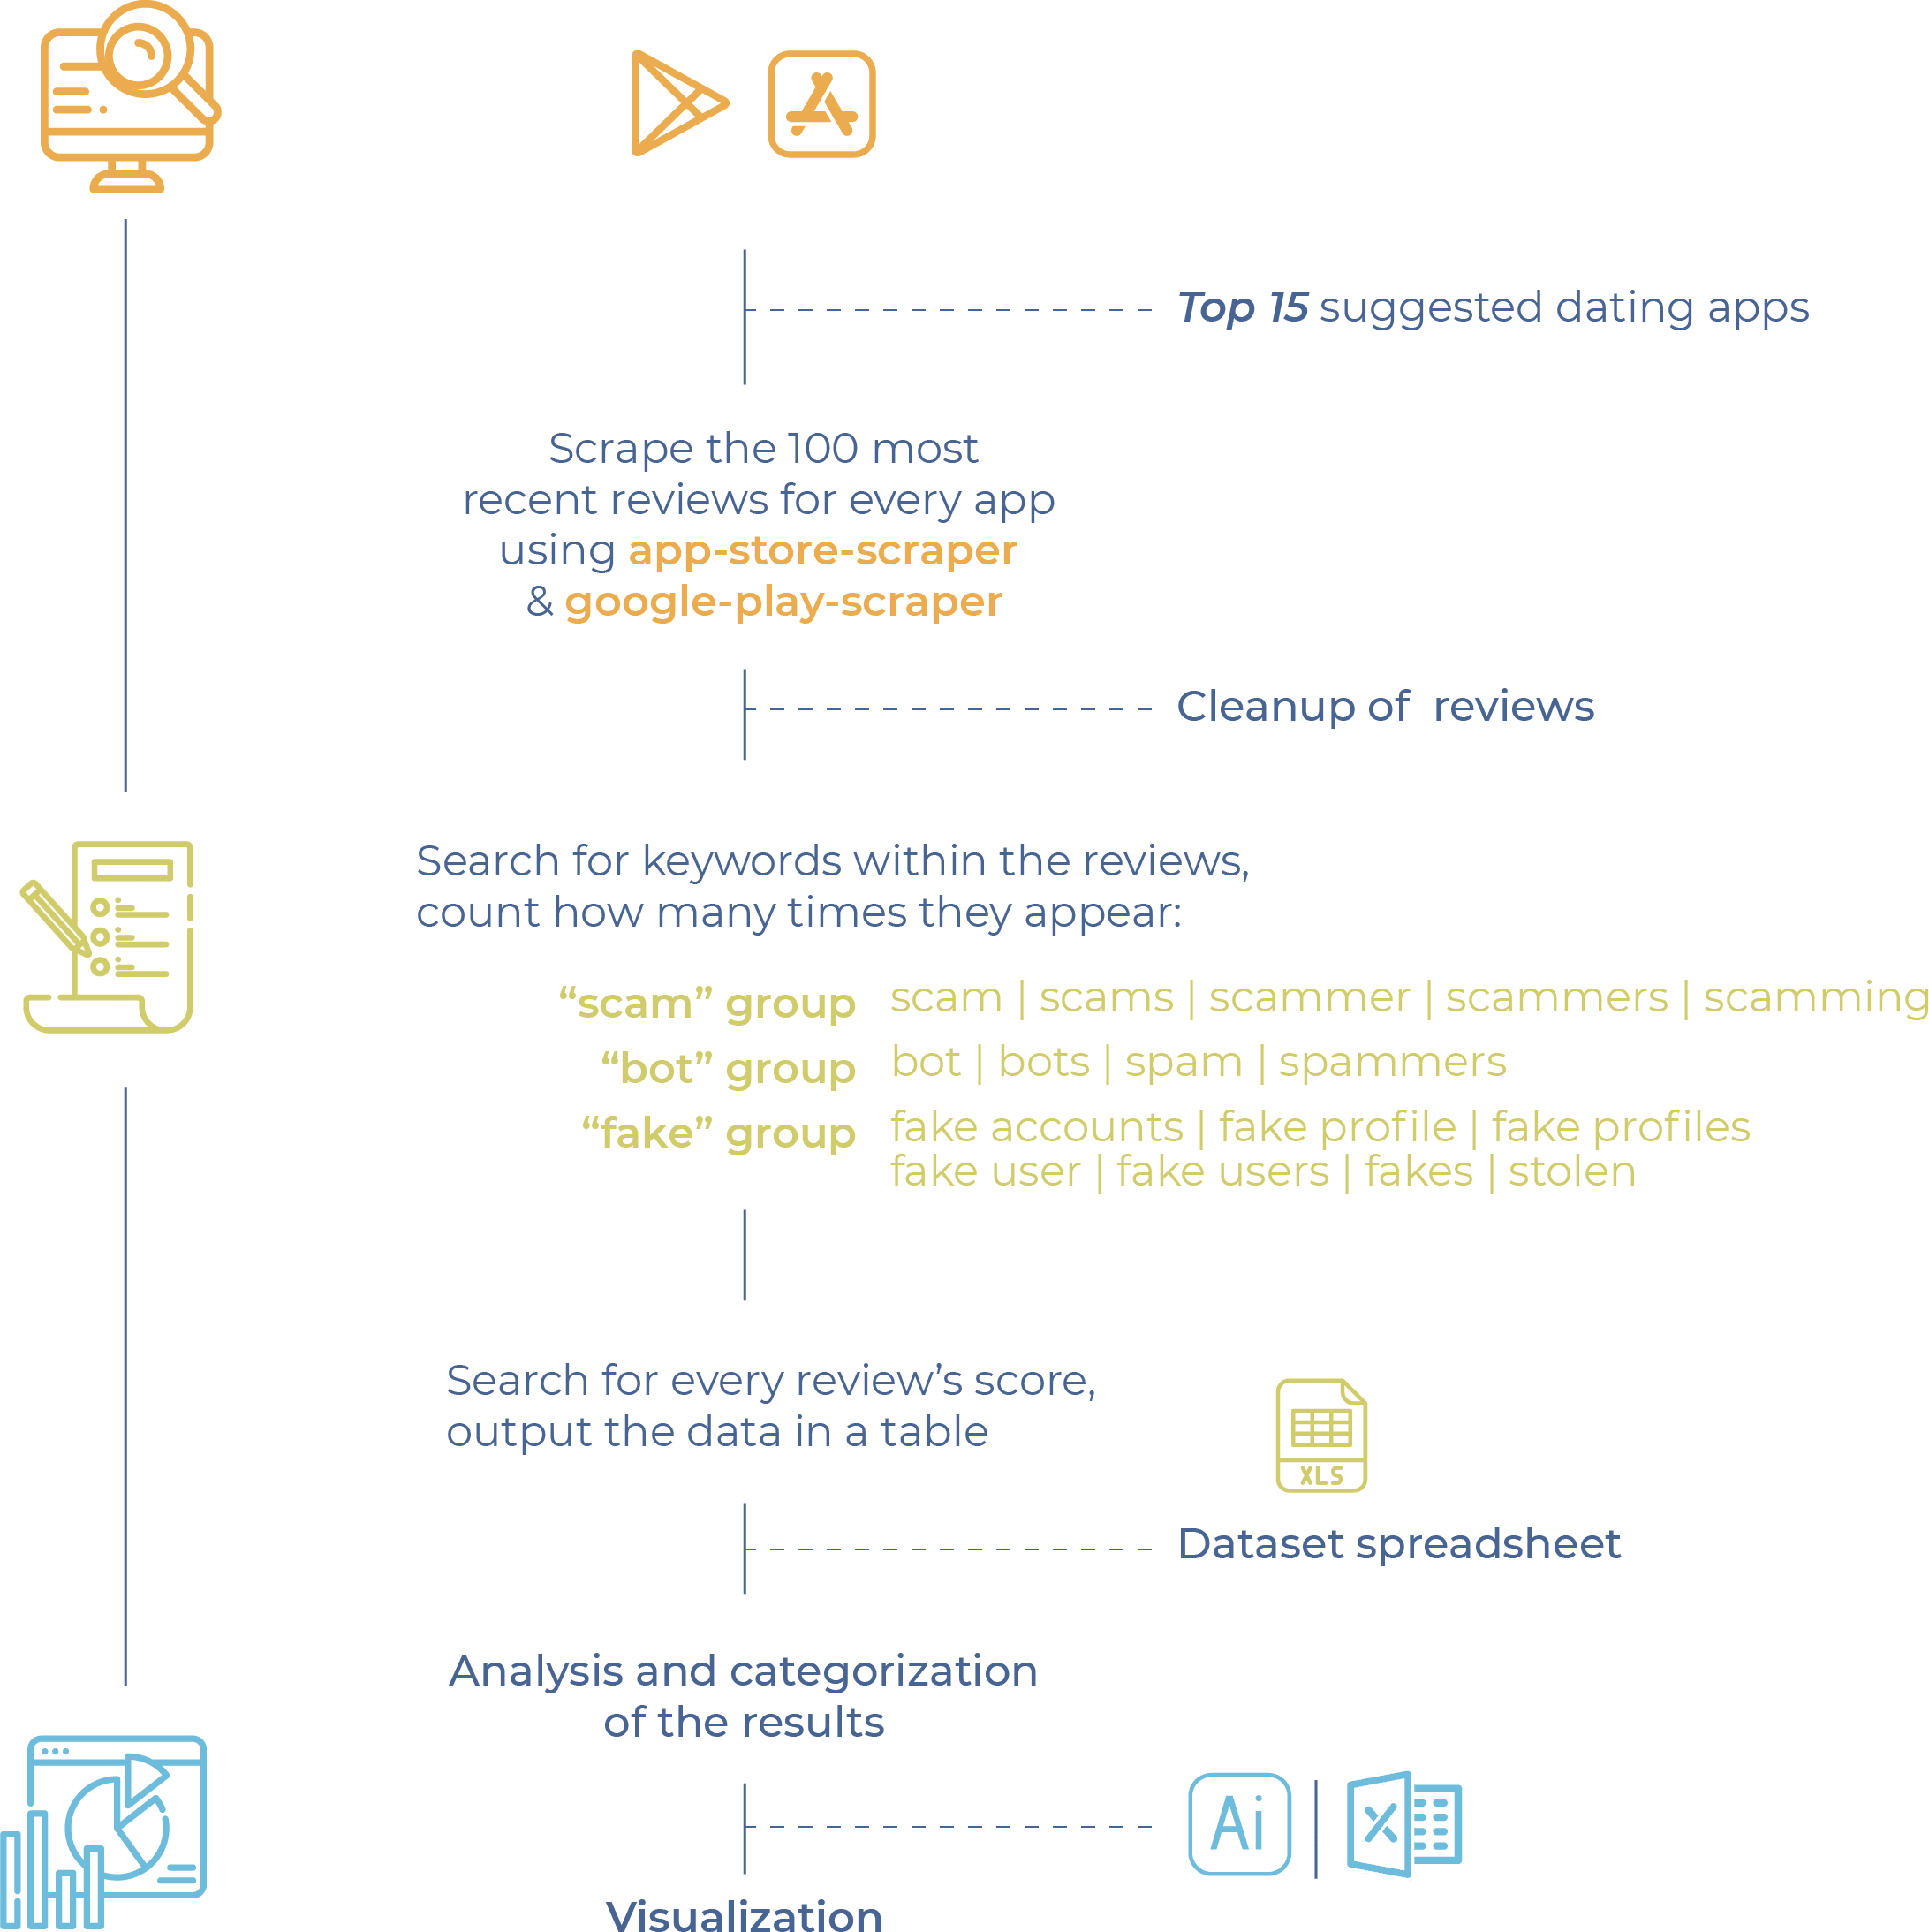 Top 15 suggested dating apps
Scrape the 100 most
recent reviews for every app
using app-store-scraper
& google-play-scraper
Cleanup of  reviews
Search for keywords within the reviews,
count how many times they appear:
“scam” group scam | scams | scammer | scammers | scamming
“bot” group bot | bots | spam | spammers
“fake” group fake accounts | fake profile | fake profiles
fake user | fake users | fakes | stolen
Search for every review’s score,
output the data in a table
XLS
Dataset spreadsheet
Analysis and categorization
of the results
Ai
X
Visualization